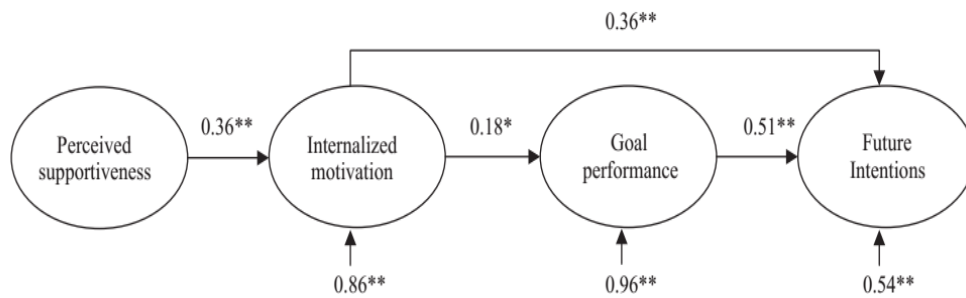 0.36**
Perceived
supportiveness
0.36**
Internalized
motivation
0.18*
Goal
performance
0.51**
Future
Intentions
0.86**
0.96**
0.54**